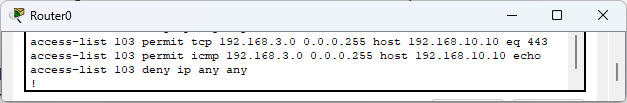 Router0
access-list 103 permit tcp 192.168.3.0 0.0.0.255 host 192.168.10.10 eq 443
access-list 103 permit icmp 192.168.3.0 0.0.0.255 host 192.168.10.10 echo
access-list 103 deny ip any any
!